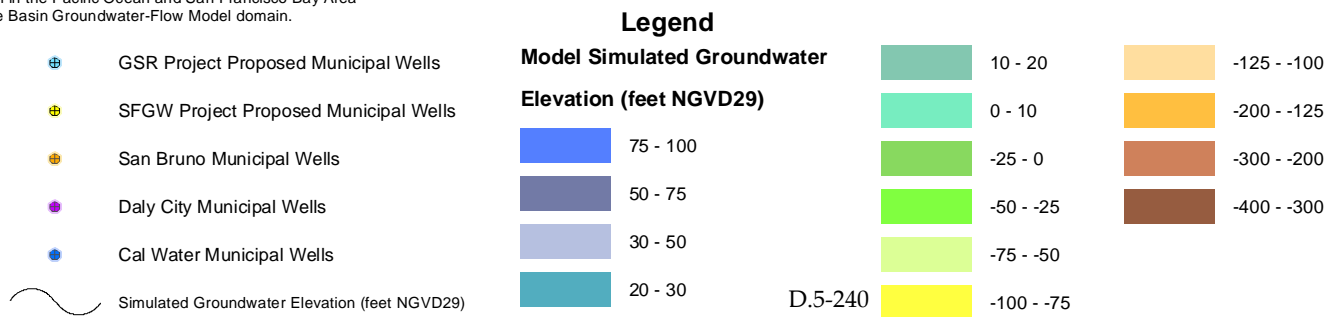 in the Pacific Ocean and San Francisco Bay Area
e Basin Groundwater-Flow Model domain.
Legend
GSR Project Proposed Municipal Wells
SFGW Project Proposed Municipal Wells
San Bruno Municipal Wells
Daly City Municipal Wells
Cal Water Municipal Wells
Simulated Groundwater Elevation (feet NGVD29)
Model Simulated Groundwater
Elevation (feet NGVD29)
75 - 100
50 - 75
30 - 50
20 - 30
10 - 20
0 - 10
-25 - 0
-50 - -25
-75 - -50
-100 - -75
-125 - -100
-200 - -125
-300 - -200
-400 - -300
D.5-240